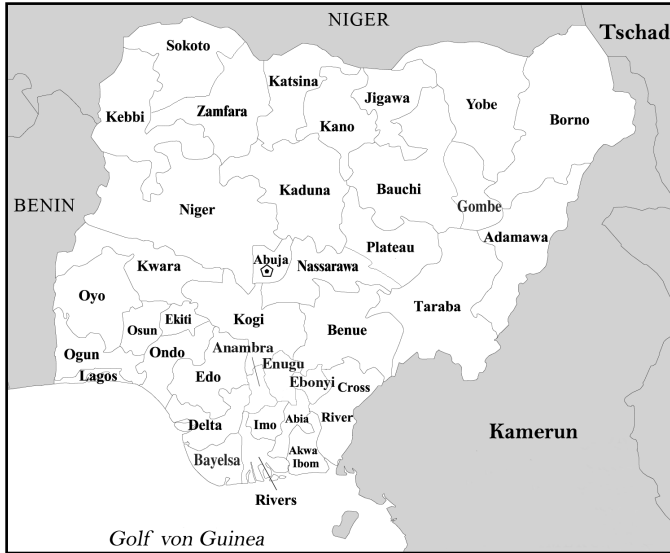 NIGER
Tschad
Sokoto
Katsina
Jigawa
Yobe
Zamfara
Kebbi
Kano
Borno
Kaduna
Bauchi
BENIN
Niger
Gombe
Adamawa
Plateau
Abuja
Kwara
Nassarawa
Oyo
Taraba
Ekiti
Kogi
Osun
Benue
Ogun
Ondo
Anambra
Enugu
Lagos
Edo
Ebonyi
Cross
River
Delta
Imo
Abia
Kamerun
Bayelsa
Akwa
Ibom
Rivers
Golf von Guinea